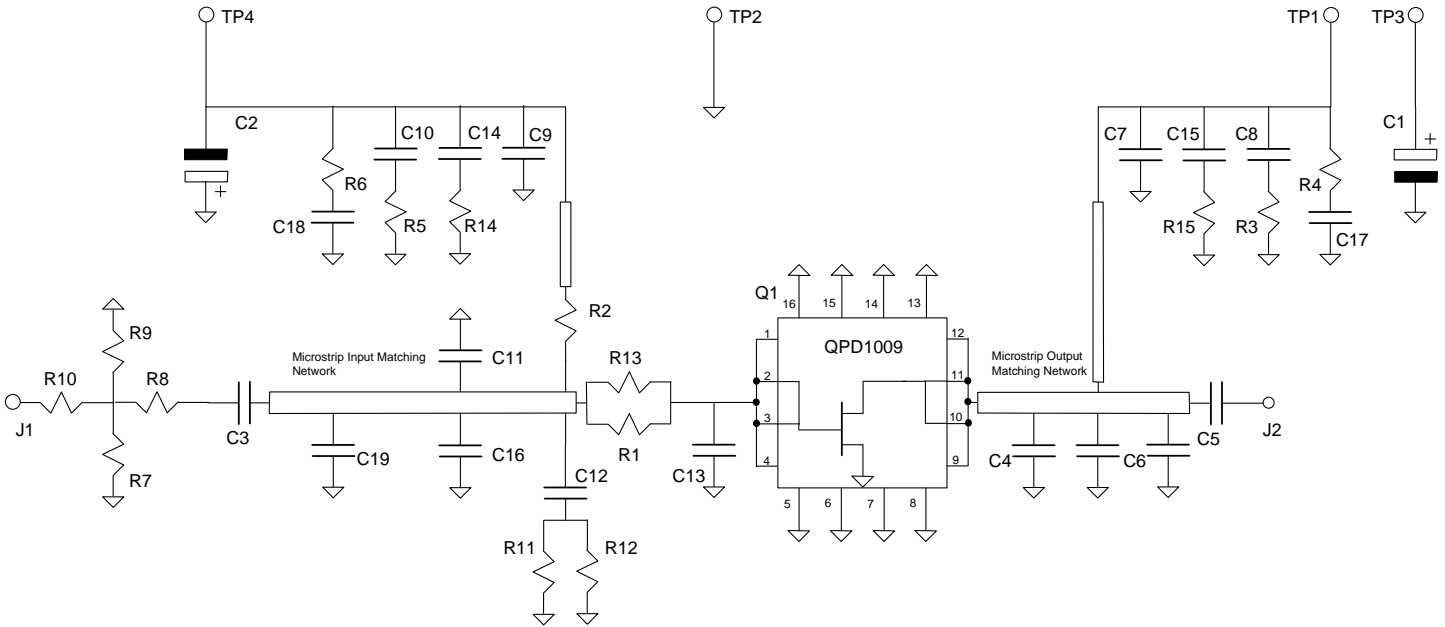 TP4
TP2
TP1
TP3
C2
C10
C14
C9
C7
C15
C8
C1
+
R6
R4
+
C18
R5
R14
R15
R3
C17
Q1
16
15
14
13
R9
R2
1
12
QPD1009
Microstrip Input Matching
Network
C11
R13
Microstrip Output
Matching Network
R10
R8
2
11
J1
C3
3
10
C5
J2
R7
C19
C16
R1
C13
4
9
C4
C6
C12
5
6
7
8
R11
R12